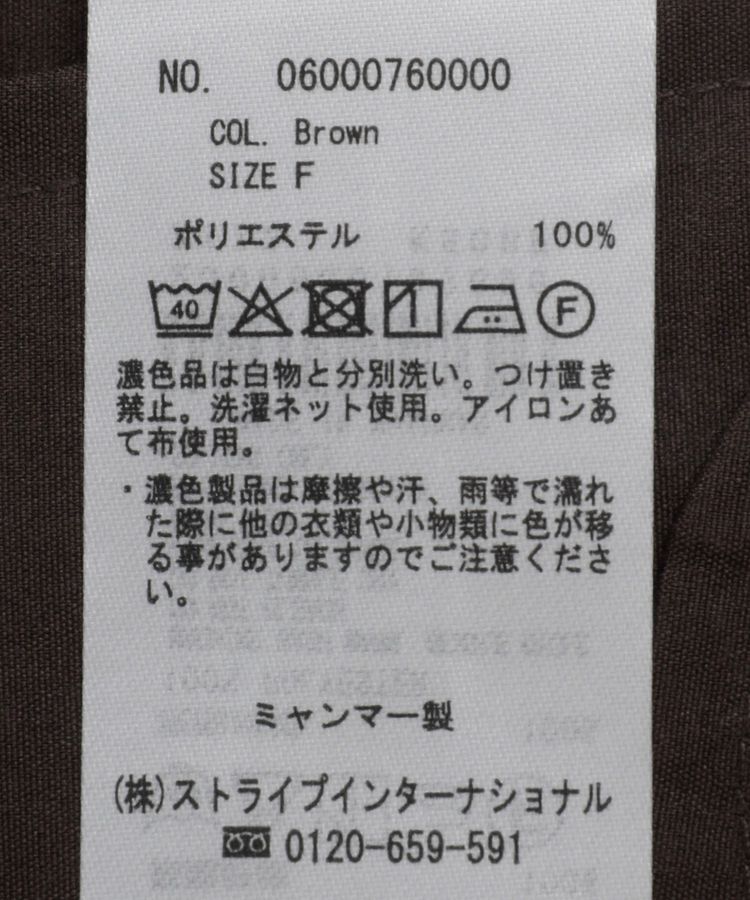 NO. 06000760000
COL. Brown
SIZE F
ポリエステル 100%
40 F
濃色品は白物と分別洗い。つけ置き
禁止。洗濯ネット使用。アイロンあ
て布使用。
・濃色製品は摩擦や汗、雨等で濡れ
た際に他の衣類や小物類に色が移
る事がありますのでご注意くださ
い。
ミャンマー製
(株)ストライプインターナショナル
0120-659-591